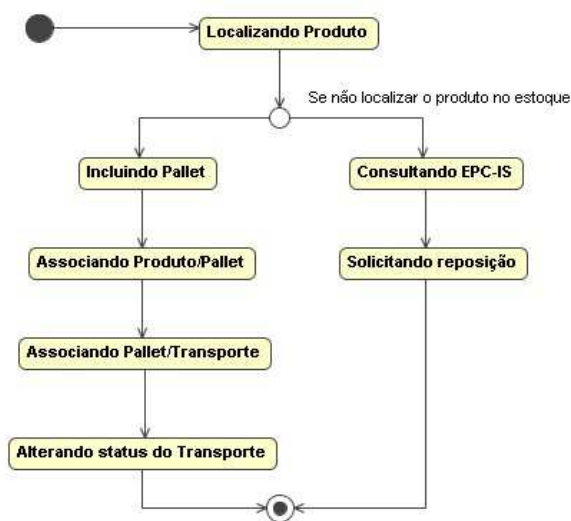 Localizando Produto
Se não localizar o produto no estoque
Incluindo Pallet
Consultando EPC-IS
Associando Produto/Pallet
Solicitando reposição
Associando Pallet/Transporte
Alterando status do Transporte